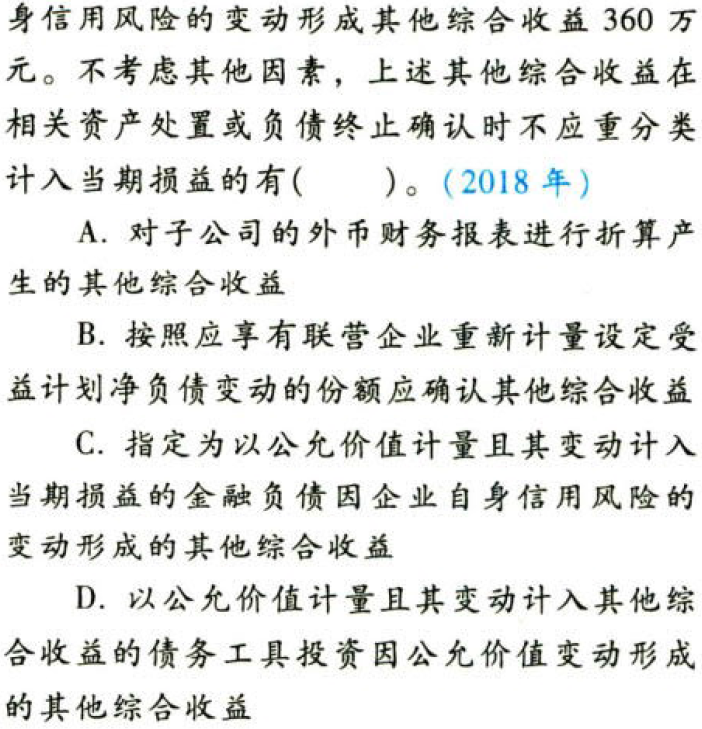 身信用风险的变动形成其他综合收益 360 万
元。不考虑其他因素，上述其他综合收益在
相关资产处置或负债终止确认时不应重分类
计入当期损益的有(　　)。(2018 年)
A. 对子公司的外币财务报表进行折算产
生的其他综合收益
B. 按照应享有联营企业重新计量设定受
益计划净负债变动的份额应确认其他综合收益
C. 指定为以公允价值计量且其变动计入
当期损益的金融负债因企业自身信用风险的
变动形成的其他综合收益
D. 以公允价值计量且其变动计入其他综
合收益的债务工具投资因公允价值变动形成
的其他综合收益